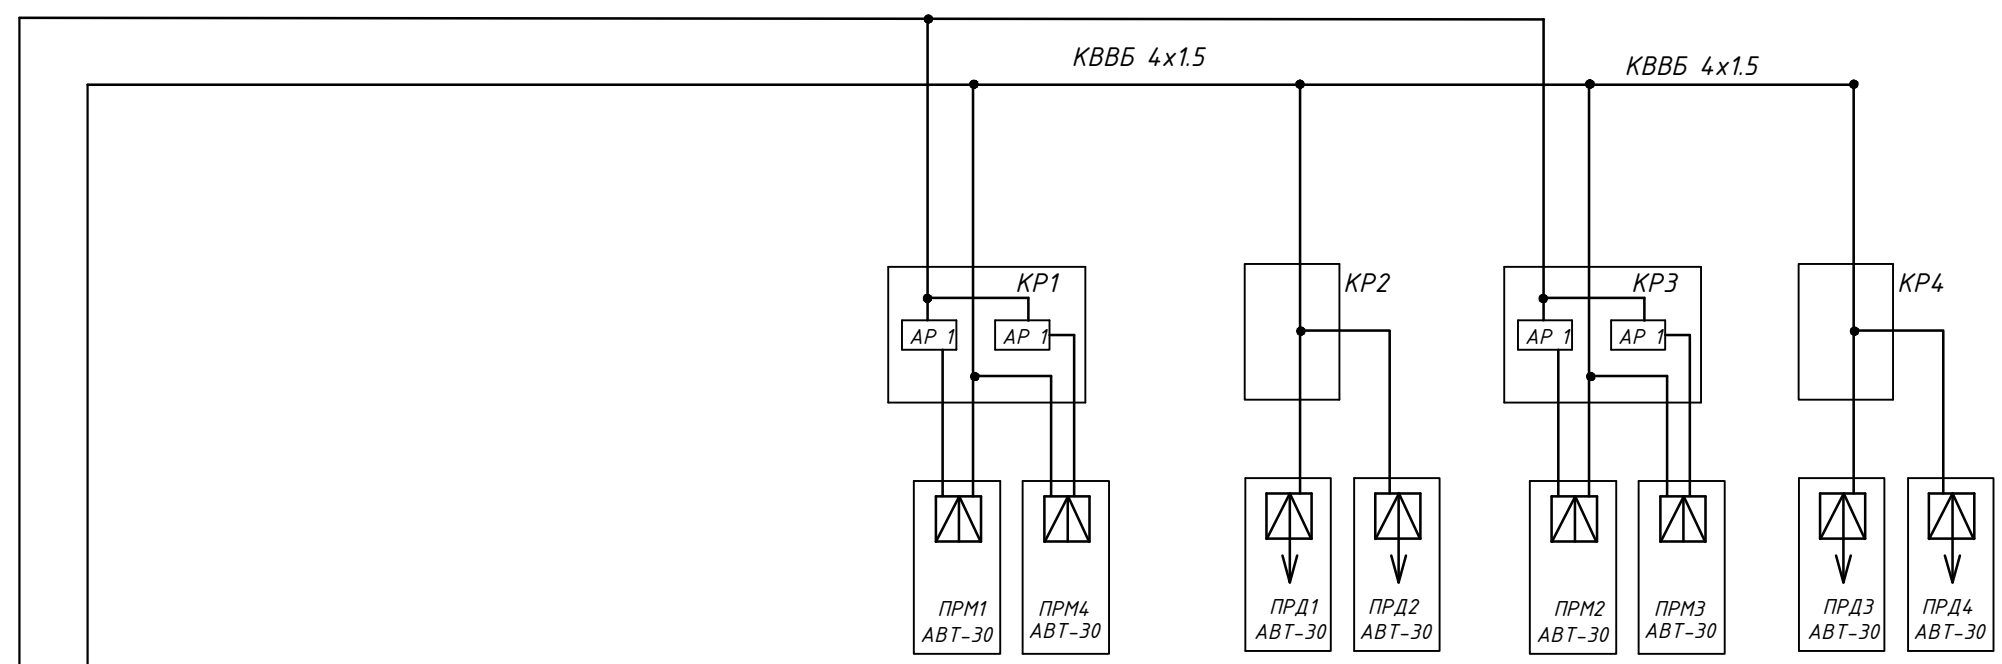 КВВБ 4х1.5
КВВБ 4х1.5
КР1
КР2
КР3
КР4
АР 1
АР 1
АР 1
АР 1
ПРМ1
АВТ-30
ПРМ4
АВТ-30
ПРД1
АВТ-30
ПРД2
АВТ-30
ПРМ2
АВТ-30
ПРМ3
АВТ-30
ПРД3
АВТ-30
ПРД4
АВТ-30